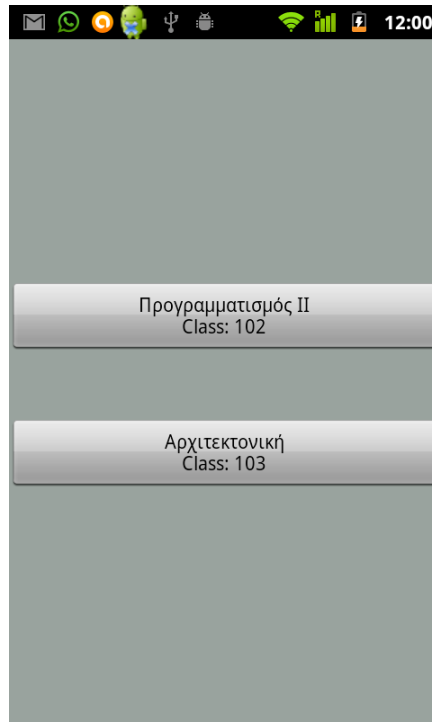 R
12:00
Προγραμματισμός ΙΙ
Class: 102
Αρχιτεκτονική
Class: 103